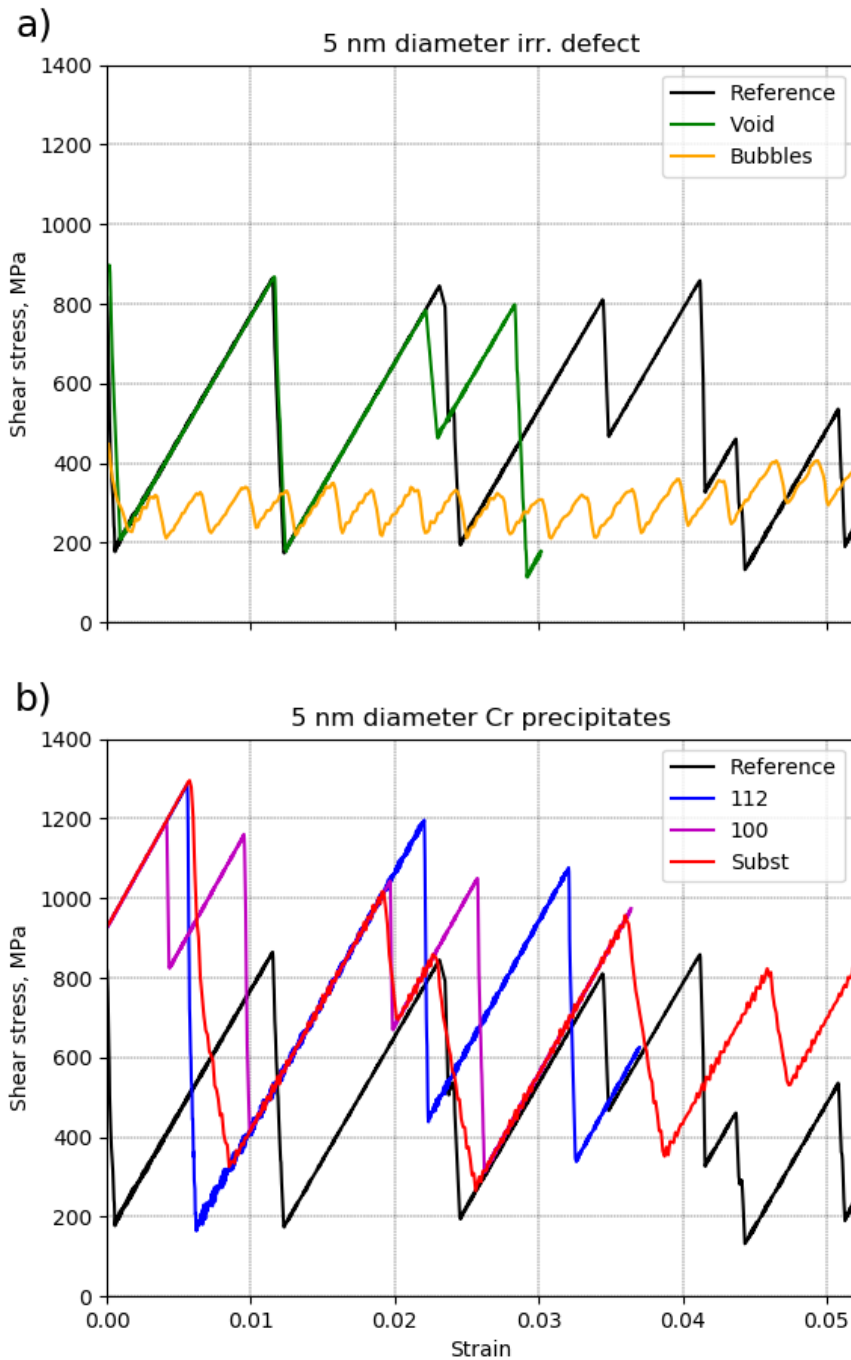 a)
5 nm diameter irr. defect
1400
1200
1000
800
600
400
200
0
Shear stress, MPa
Reference
Void
Bubbles
b)
5 nm diameter Cr precipitates
1400
1200
1000
800
600
400
200
0
Shear stress, MPa
Reference
112
100
Subst
0.00 0.01 0.02 0.03 0.04 0.05
Strain